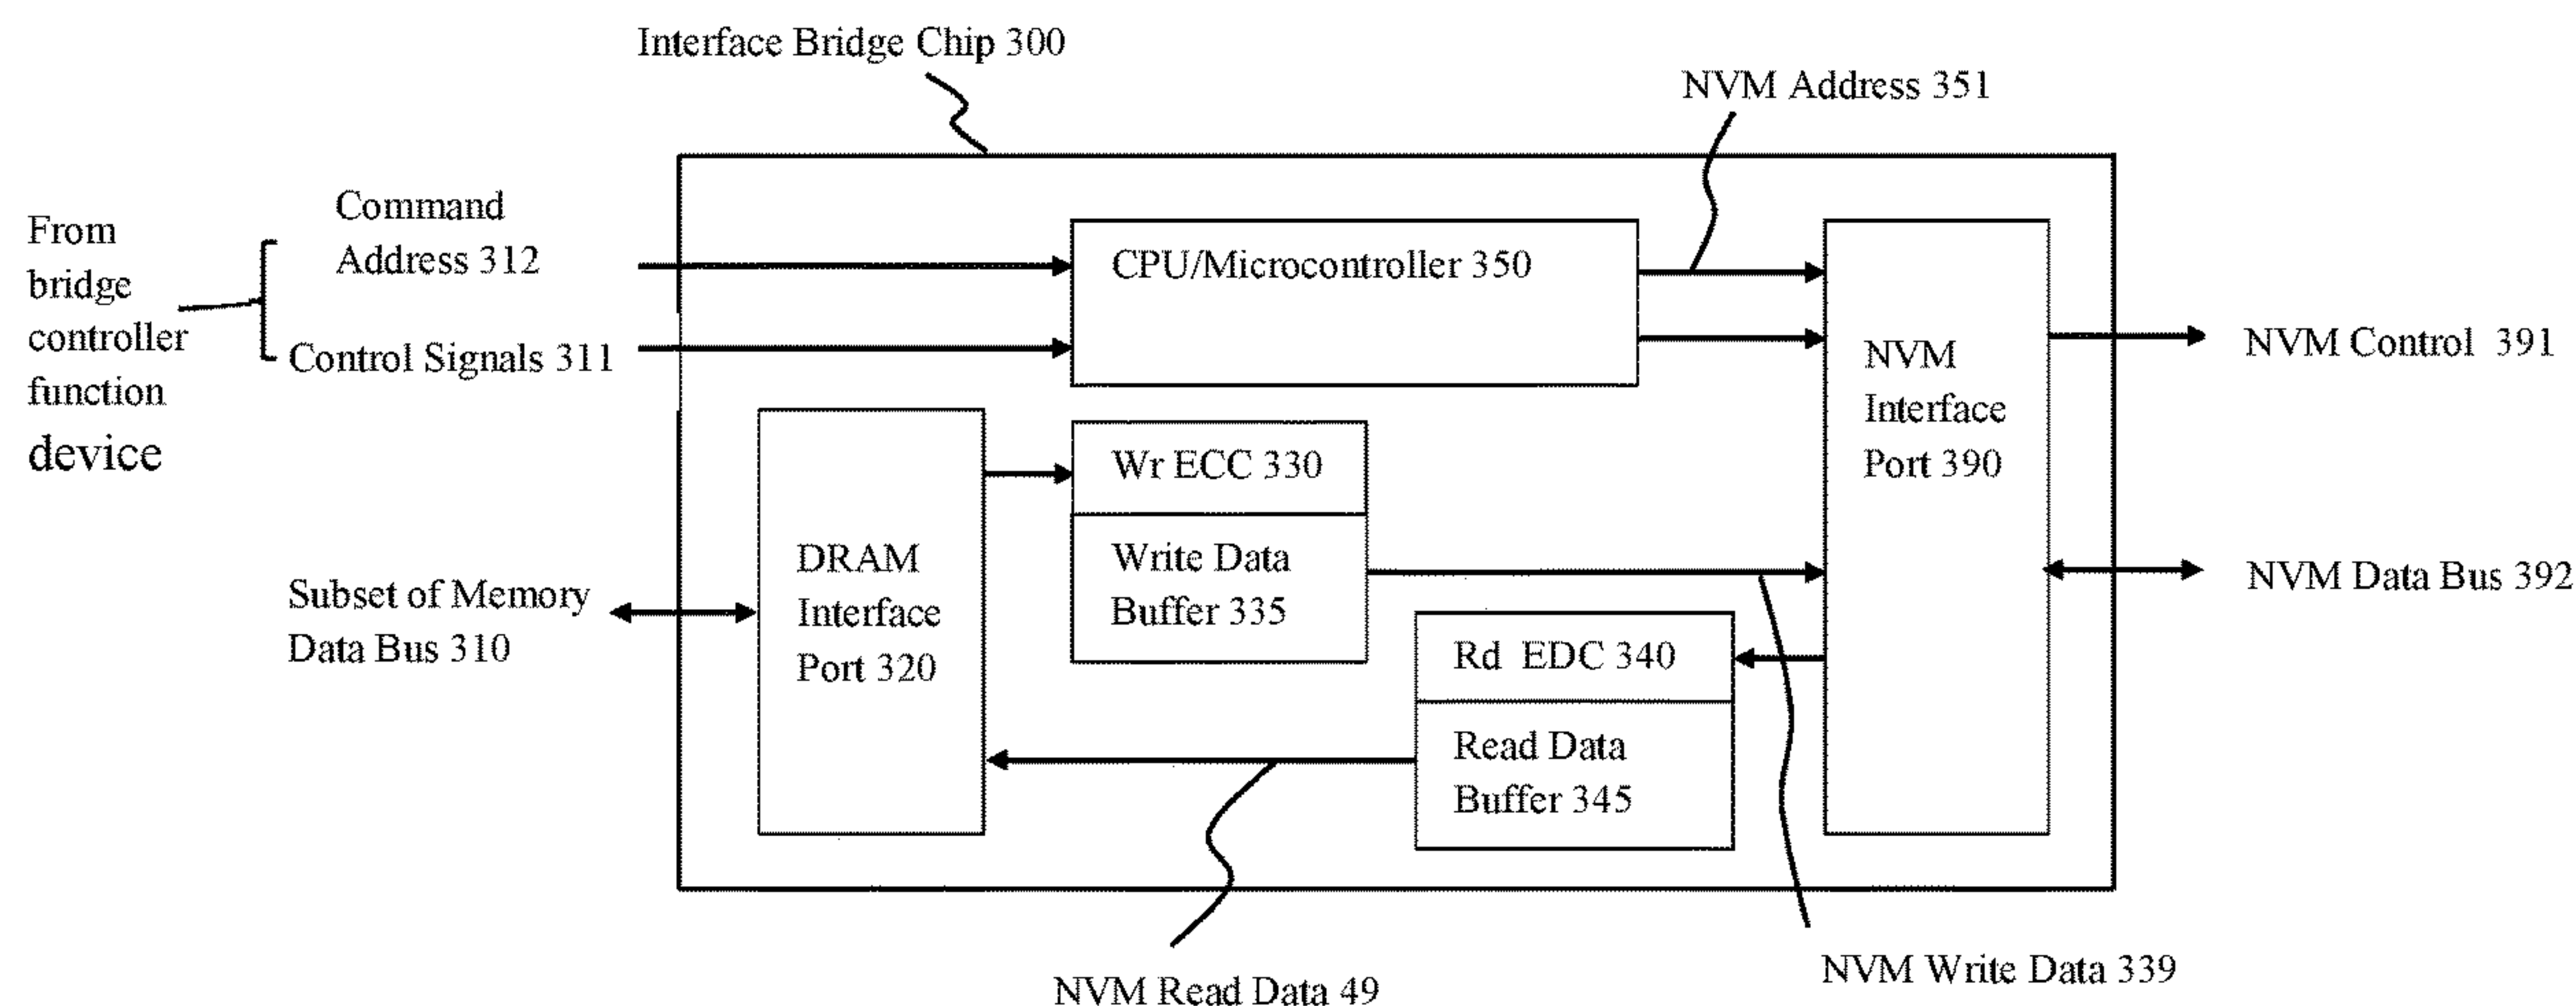 Interface Bridge Chip 300
NVM Address 351
From
bridge
controller
function
device
Command
Address 312
Control Signals 311
CPU/Microcontroller 350
NVM
Interface
Port 390
NVM Control 391
Wr ECC 330
Write Data
Buffer 335
DRAM
Interface
Port 320
Subset of Memory
Data Bus 310
NVM Data Bus 392
Rd EDC 340
Read Data
Buffer 345
NVM Read Data 49
NVM Write Data 339